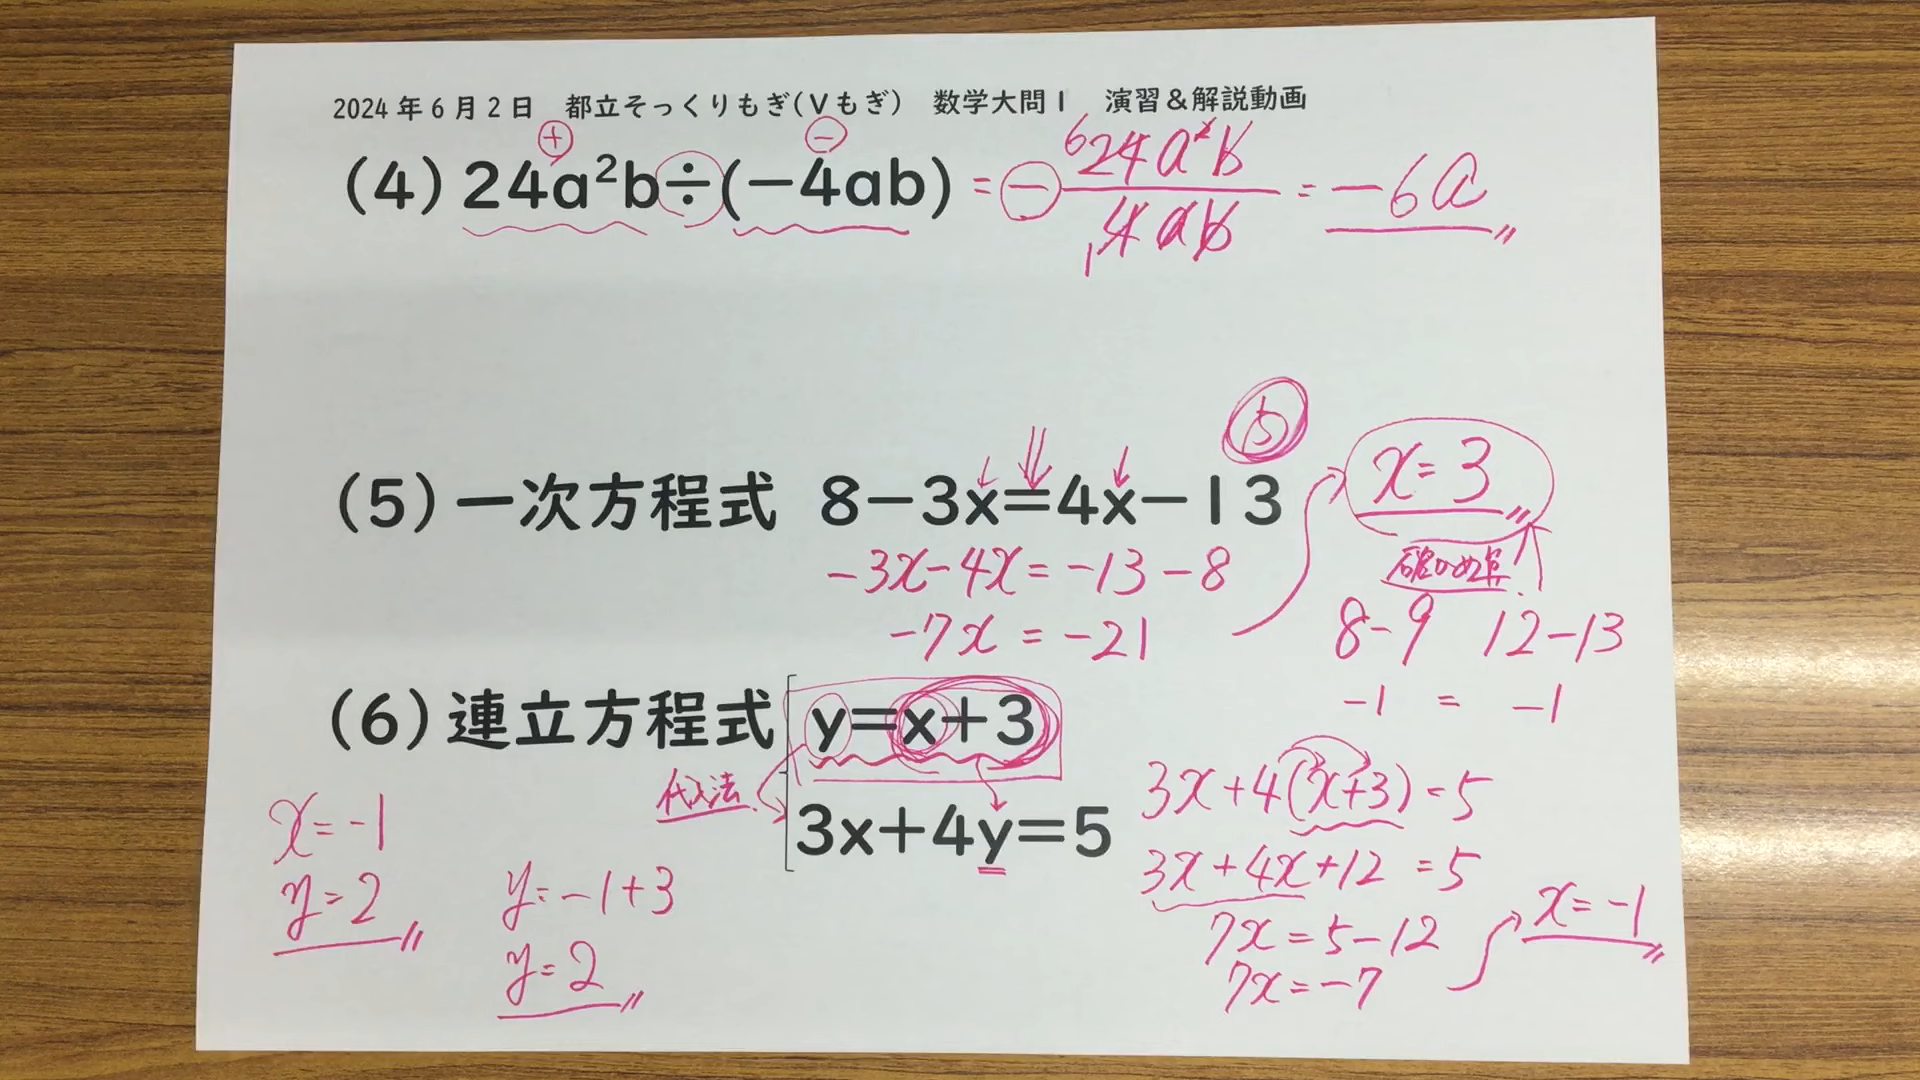 2024年6月2日 都立そっくりもぎ(Vもぎ) 数学大問1 演習&解説動画
⊕ ⊖
(4) 24a²b÷(−4ab) = ⊖ 24a²b/4ab = −6a
6
1
(5) 一次方程式 8−3x=4x−13
x=3
−3x−4x=−13−8
−7x=−21
確かめ算!
8−9 12−13
−1 = −1
(6) 連立方程式
y=x+3
3x+4y=5
代入法
3x+4(x+3)=5
3x+4x+12=5
7x=5−12
7x=−7
x=−1
y=−1+3
y=2
x=−1
y=2